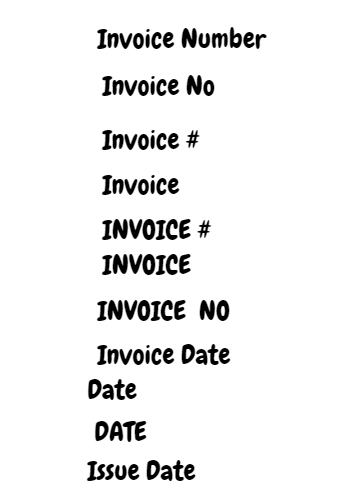 Invoice Number
Invoice No
Invoice #
Invoice
INVOICE #
INVOICE
INVOICE NO
Invoice Date
Date
DATE
Issue Date